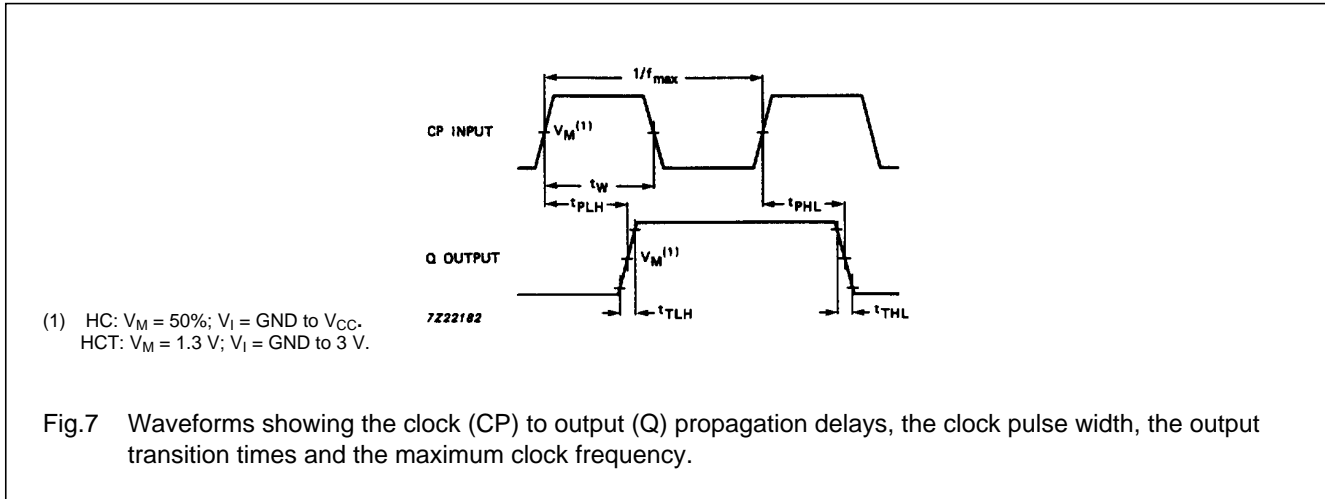 1/fmax
CP INPUT
VM(1)
tW
tPLH
tPHL
Q OUTPUT
VM(1)
tTLH
tTHL
7Z22182
(1) HC: VM = 50%; VI = GND to VCC.
HCT: VM = 1.3 V; VI = GND to 3 V.
Fig.7 Waveforms showing the clock (CP) to output (Q) propagation delays, the clock pulse width, the output
transition times and the maximum clock frequency.